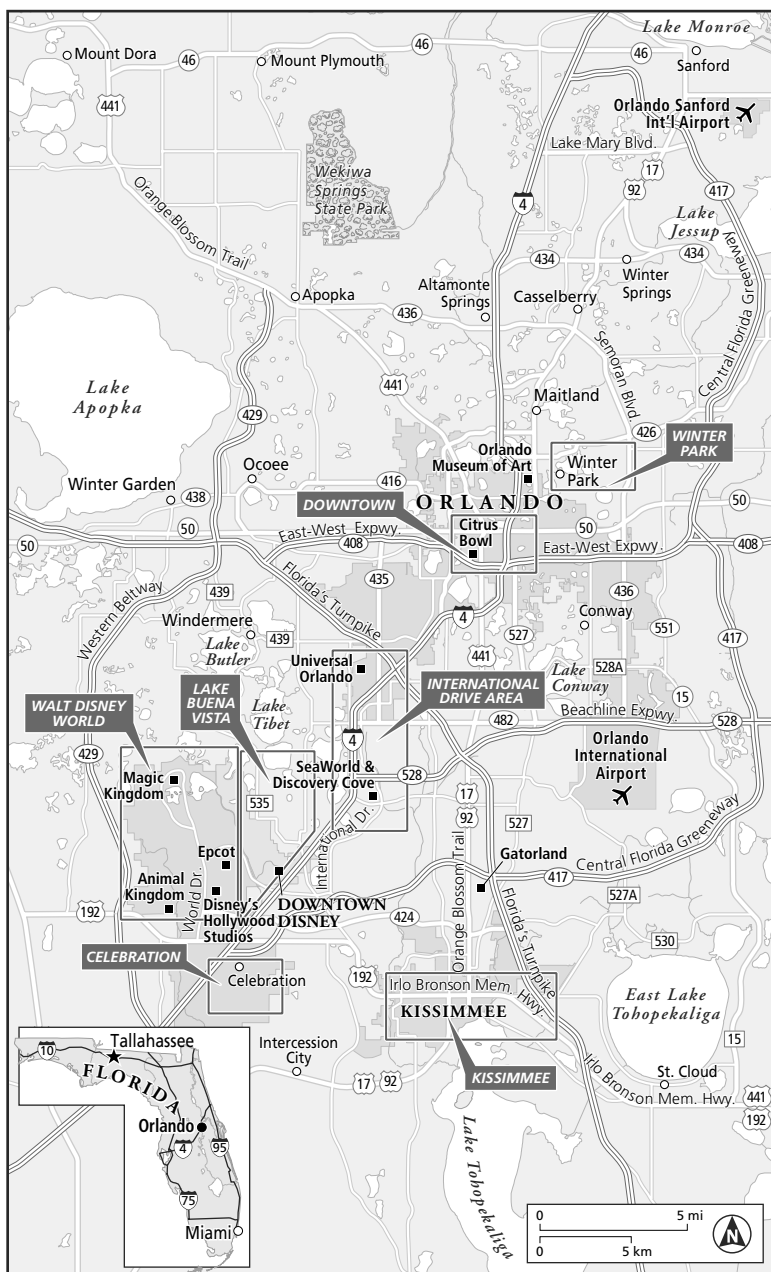 Lake Monroe
46
46
Mount Dora
46
Mount Plymouth
Sanford
441
Orlando Sanford
Int'l Airport
Lake Mary Blvd.
Wekiwa
Springs
State Park
17
92
4
417
Orange Blossom Trail
Lake
Jessup
434
434
Winter
Springs
Altamonte
Springs
Casselberry
Apopka
436
Central Florida Greeneway
Semoran Blvd.
Lake
Apopka
441
429
Maitland
426
WINTER
PARK
Orlando
Museum of Art
Winter
Park
Ocoee
416
Winter Garden
438
DOWNTOWN
ORLANDO
50
50
50
50
Citrus
Bowl
East-West Expwy.
408
East-West Expwy.
408
Western Beltway
Florida's Turnpike
435
436
439
4
Conway
Windermere
439
527
551
417
Lake
Butler
441
Universal
Orlando
528A
Lake
Conway
LAKE
BUENA
VISTA
Lake
Tibet
INTERNATIONAL
DRIVE AREA
15
WALT DISNEY
WORLD
482
Beachline Expwy.
528
4
429
Orlando
International
Airport
Magic
Kingdom
SeaWorld &
Discovery Cove
528
535
17
92
527
International Dr.
Central Florida Greeneway
Epcot
Gatorland
417
Animal
Kingdom
World Dr.
Disney's
Hollywood
Studios
DOWNTOWN
DISNEY
Orange Blossom Trail
Florida's Turnpike
527A
192
424
530
CELEBRATION
Celebration
192
Irlo Bronson Mem. Hwy.
KISSIMMEE
East Lake
Tohopekaliga
15
Intercession
City
KISSIMMEE
St. Cloud
17
92
Irlo Bronson Mem. Hwy.
441
192
Lake Tohopekaliga
Tallahassee
10
FLORIDA
Orlando
4
95
75
Miami
0
5 mi
0
5 km
N